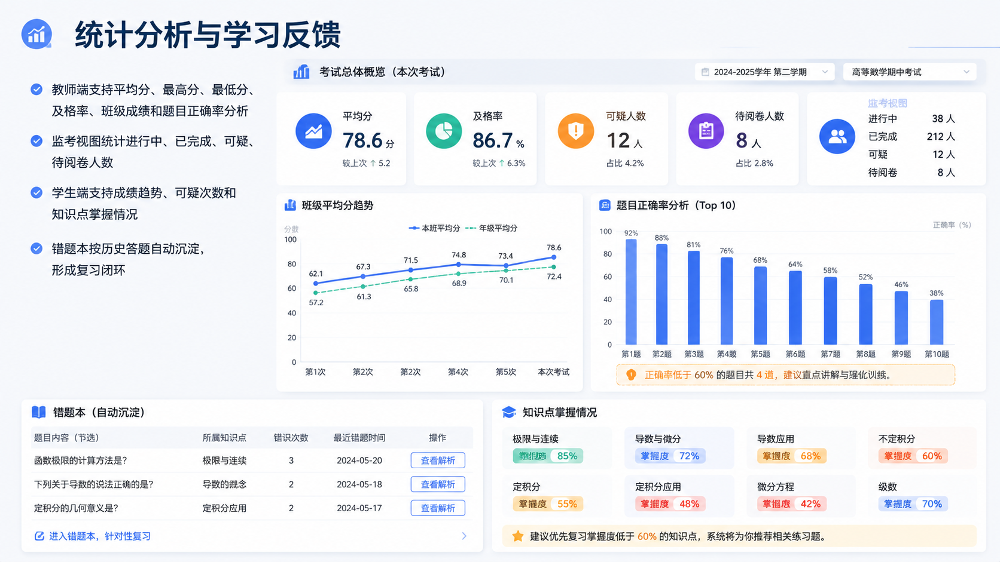 统计分析与学习反馈
教师端支持平均分、最高分、最低分、
及格率、班级成绩和题目正确率分析
监考视图统计进行中、已完成、可疑、
待阅卷人数
学生端支持成绩趋势、可疑次数和
知识点掌握情况
错题本按历史答题自动沉淀，
形成复习闭环
考试总体概览（本次考试）
2024-2025学年 第二学期
高等数学期中考试
平均分
78.6 分
较上次 ↑ 5.2
及格率
86.7 %
较上次 ↑ 6.3%
可疑人数
12 人
占比 4.2%
待阅卷人数
8 人
占比 2.8%
监考视图
进行中 38 人
已完成 212 人
可疑 12 人
待阅卷 8 人
班级平均分趋势
分数
本班平均分 年级平均分
100
80
60
40
20
0
62.1 67.3 71.5 74.8 73.4 78.6
57.2 61.3 65.8 68.9 70.1 72.4
第1次 第2次 第2次 第4次 第5次 本次考试
题目正确率分析（Top 10）
正确率（%）
100
80
60
40
20
0
92% 88% 81% 76% 68% 64% 58% 52% 46% 38%
第1题 第2题 第3题 第4题 第5题 第6题 第7题 第8题 第9题 第10题
正确率低于 60% 的题目共 4 道，建议直点讲解与强化训练。
错题本（自动沉淀）
题目内容（节选） 所属知识点 错识次数 最近错题时间 操作
函数极限的计算方法是? 极限与连续 3 2024-05-20 查看解析
下列关于导数的说法正确的是? 导数的概念 2 2024-05-18 查看解析
定积分的几何意义是? 定积分应用 2 2024-05-17 查看解析
进入错题本，针对性复习
知识点掌握情况
极限与连续
掌握度 85%
导数与微分
掌握度 72%
导数应用
掌握度 68%
不定积分
掌握度 60%
定积分
掌握度 55%
定积分应用
掌握度 48%
微分方程
掌握度 42%
级数
掌握度 70%
建议优先复习掌握度低于 60% 的知识点，系统将为你推荐相关练习题。